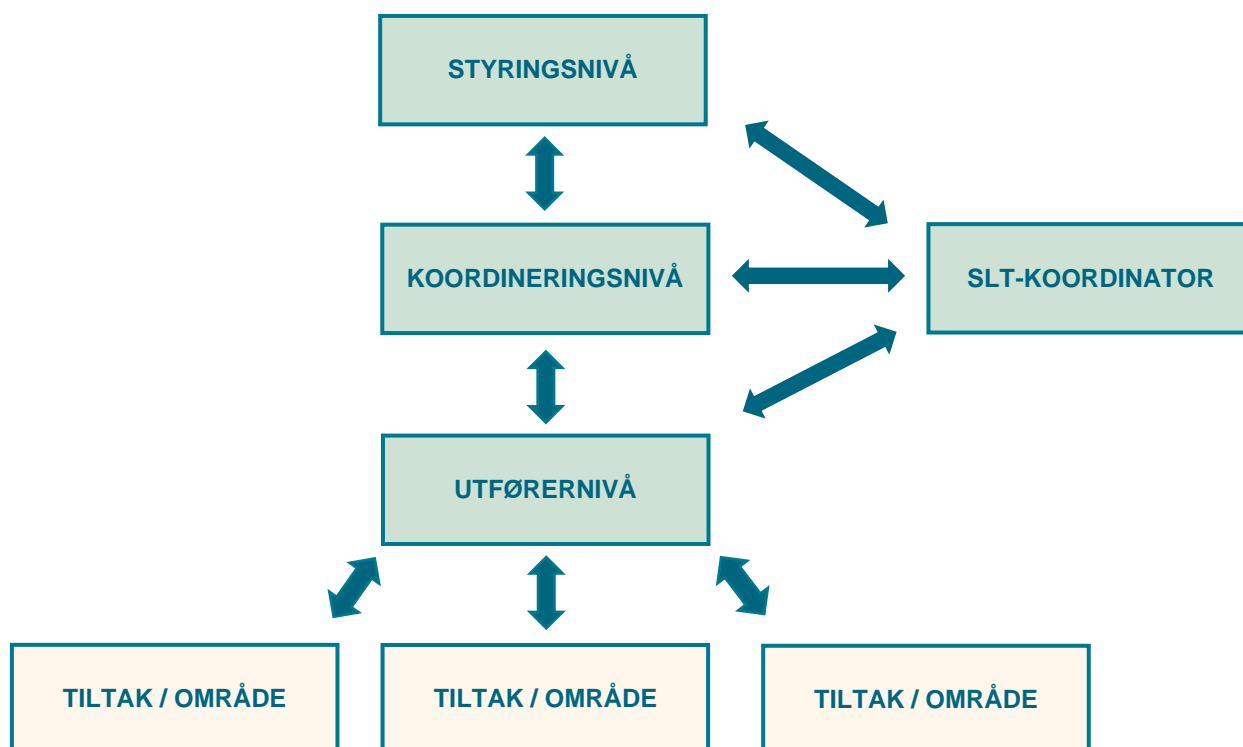 STYRINGSNIVÅ
KOORDINERINGSNIVÅ
SLT-KOORDINATOR
UTFØRERNIVÅ
TILTAK / OMRÅDE
TILTAK / OMRÅDE
TILTAK / OMRÅDE